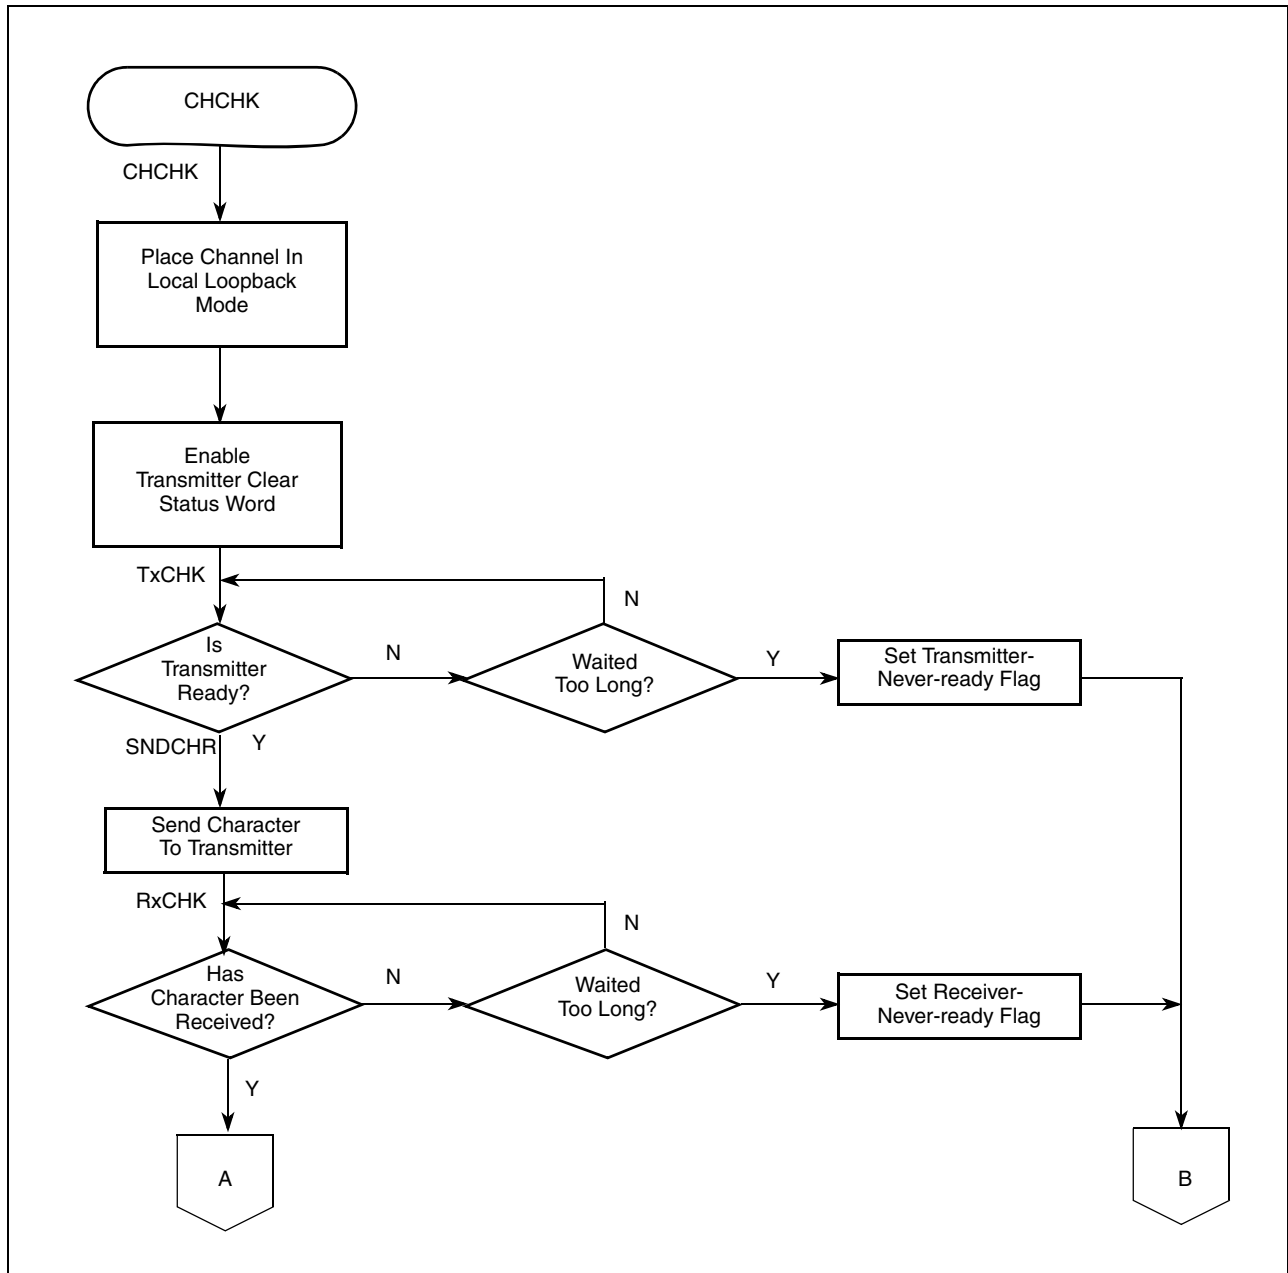 CHCHK
CHCHK
Place Channel In
Local Loopback
Mode
Enable
Transmitter Clear
Status Word
TxCHK
N
Is
Transmitter
Ready?
N
Waited
Too Long?
Y
Set Transmitter-
Never-ready Flag
SNDCHR
Y
Send Character
To Transmitter
RxCHK
N
Has
Character Been
Received?
N
Waited
Too Long?
Y
Set Receiver-
Never-ready Flag
Y
A
B